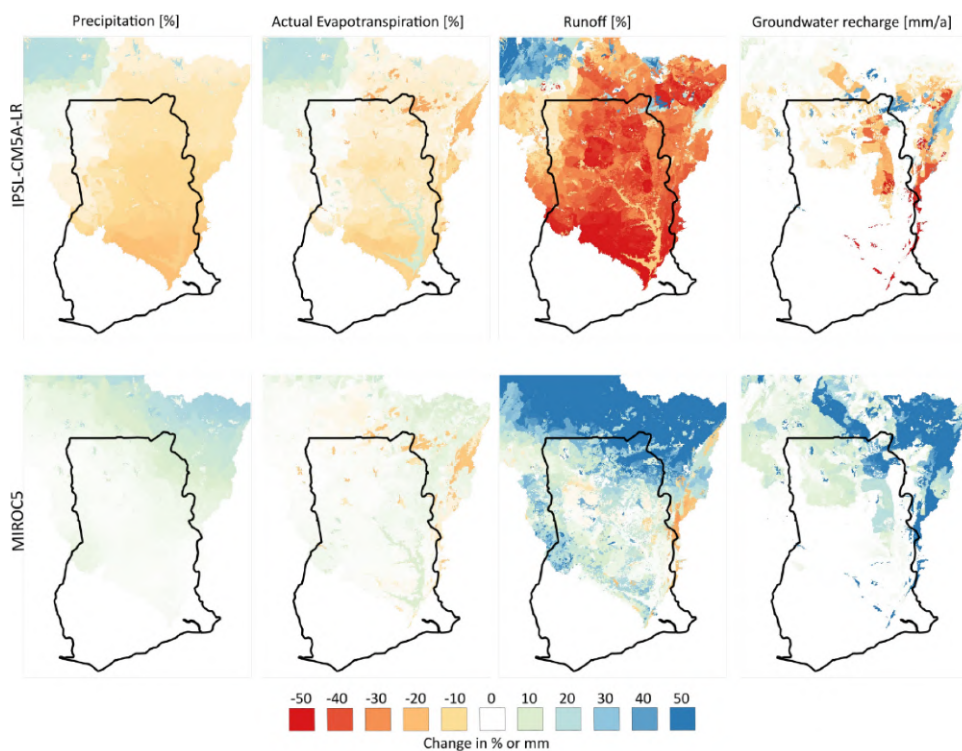 Precipitation [%] Actual Evapotranspiration [%] Runoff [%] Groundwater recharge [mm/a]
IPSL-CM5A-LR
MIROC5
-50 -40 -30 -20 -10 0 10 20 30 40 50
Change in % or mm